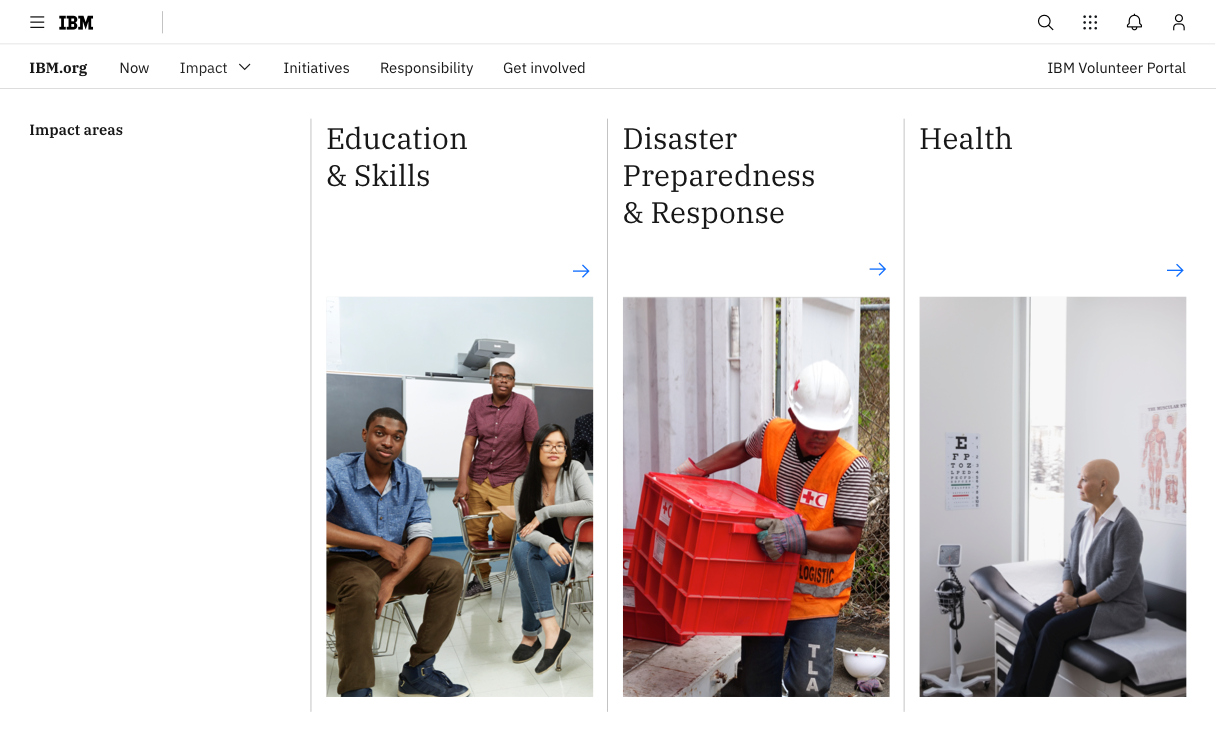 IBM
IBM.org Now Impact Initiatives Responsibility Get involved IBM Volunteer Portal
Impact areas
Education
& Skills
Disaster
Preparedness
& Response
Health
LOGISTIC
TLA
E
F P
T O Z
L P E D